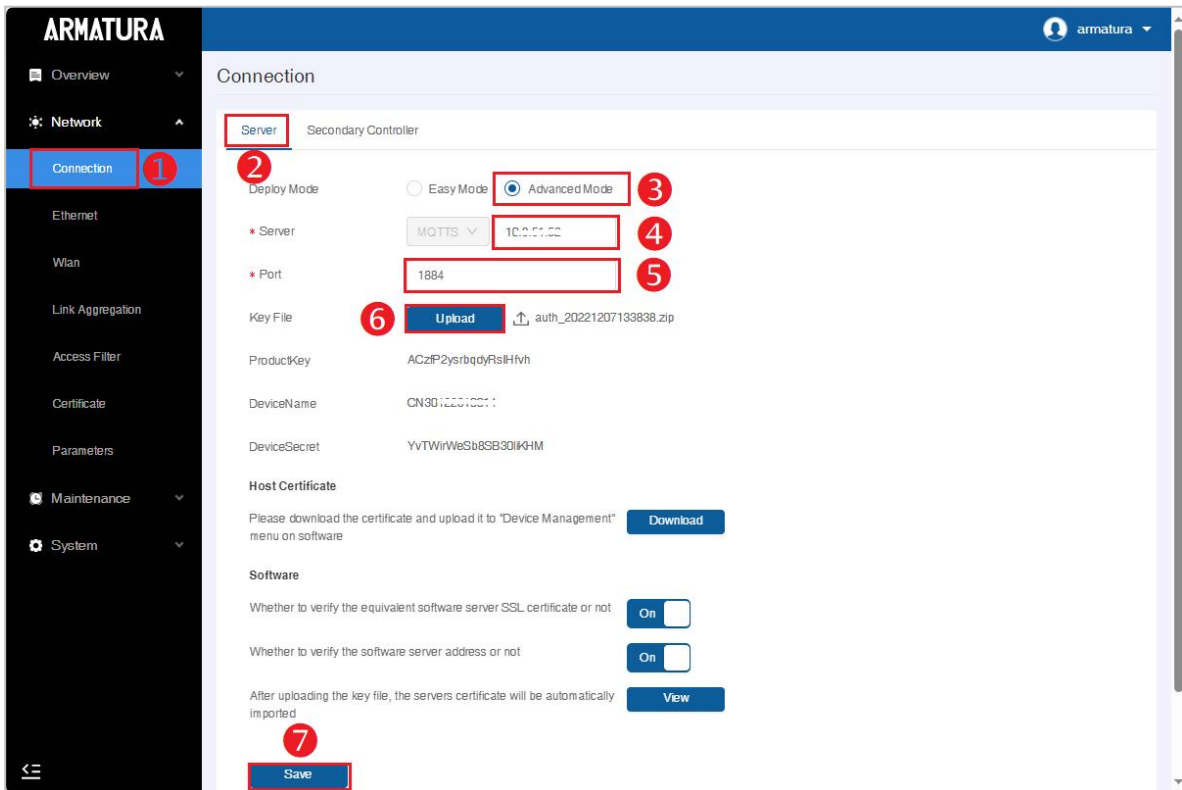 ARMATURA
armatura
Overview
Network
Connection
1
Ethernet
Wlan
Link Aggregation
Access Filter
Certificate
Parameters
Maintenance
System
Connection
Server Secondary Controller
2
Deploy Mode Easy Mode Advanced Mode 3
* Server MQTTS 4
* Port 1884 5
Key File 6 Upload auth_20221207133838.zip
ProductKey
DeviceName
DeviceSecret
Host Certificate
Please download the certificate and upload it to "Device Management" Download
menu on software
Software
Whether to verify the equivalent software server SSL certificate or not On
Whether to verify the software server address or not On
After uploading the key file, the servers certificate will be automatically View
imported
7
Save